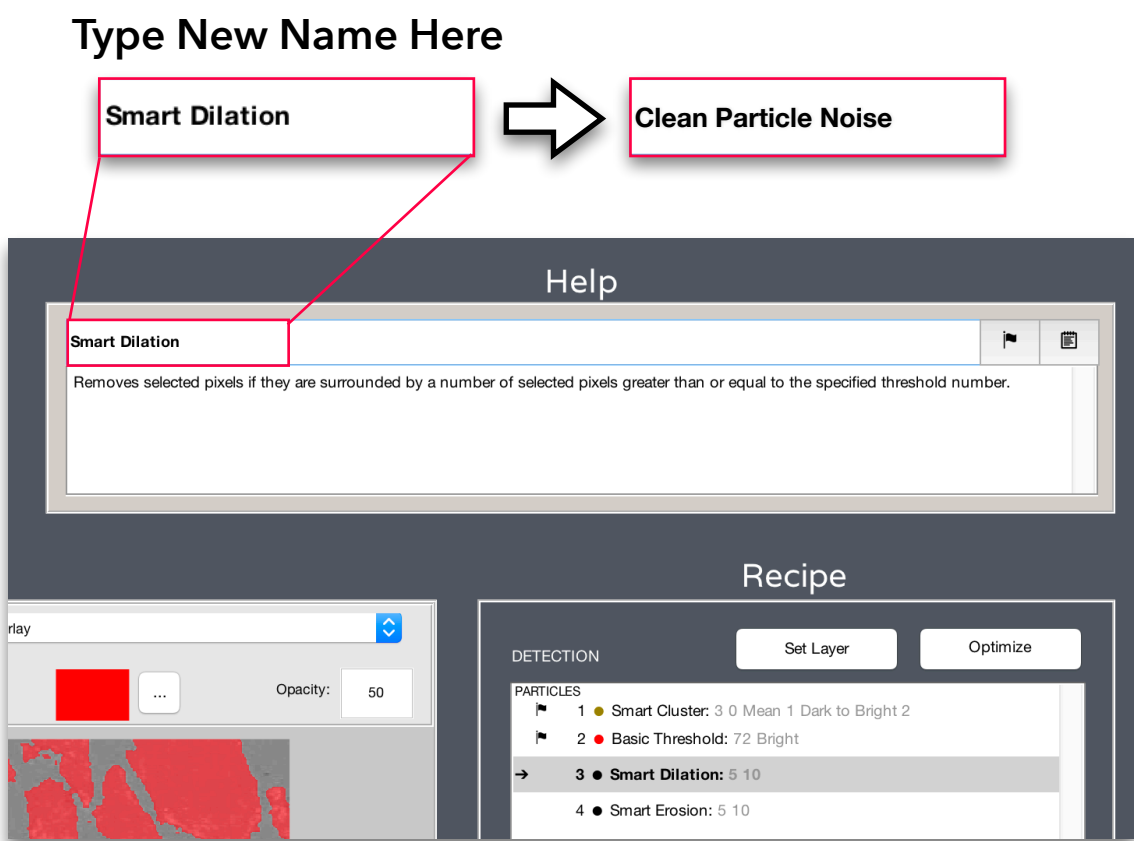 Type New Name Here
Smart Dilation
Clean Particle Noise
Help
Smart Dilation
Removes selected pixels if they are surrounded by a number of selected pixels greater than or equal to the specified threshold number.
Recipe
rlay
...
Opacity: 50
DETECTION
Set Layer
Optimize
PARTICLES
1 Smart Cluster: 3 0 Mean 1 Dark to Bright 2
2 Basic Threshold: 72 Bright
3 Smart Dilation: 5 10
4 Smart Erosion: 5 10